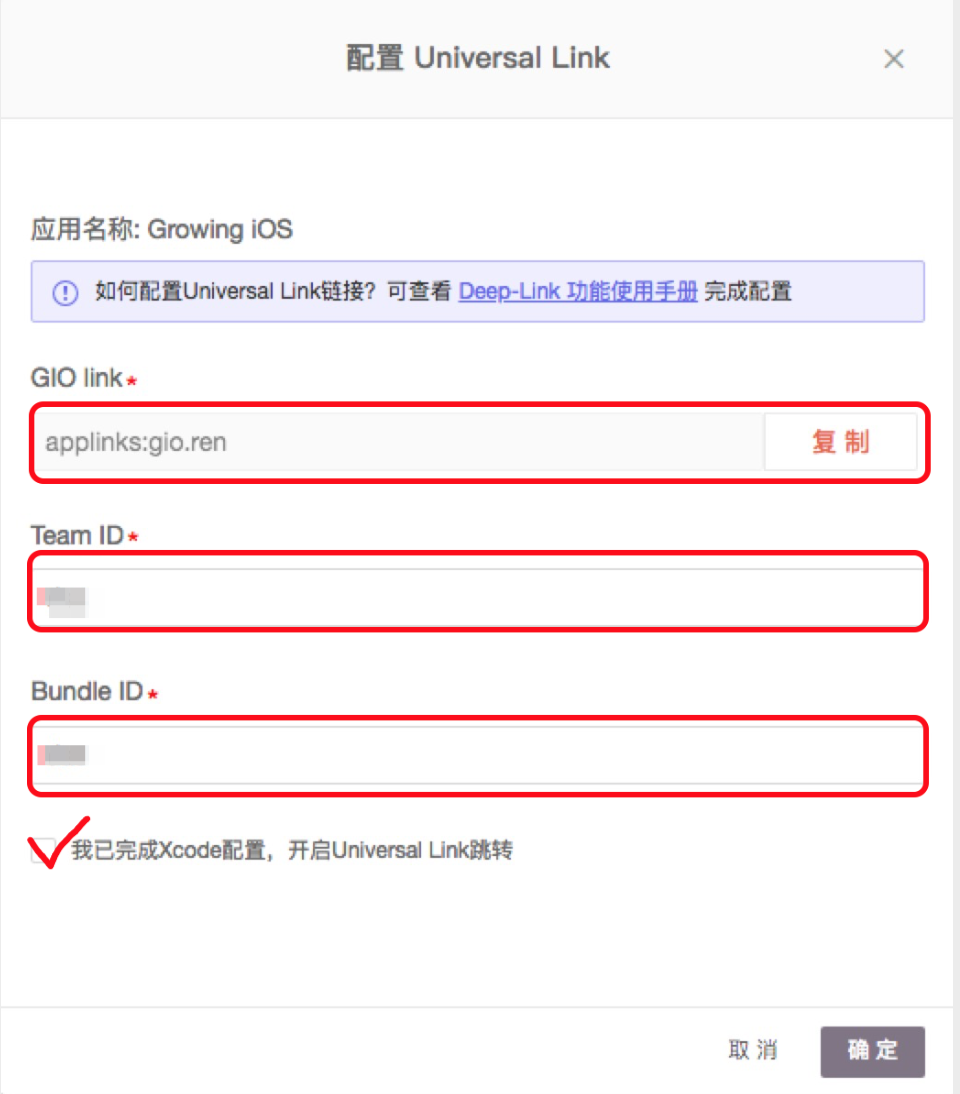 配置 Universal Link
应用名称: Growing iOS
如何配置Universal Link链接？可查看 Deep-Link 功能使用手册 完成配置
GIO link*
applinks:gio.ren 复 制
Team ID*
Bundle ID*
我已完成Xcode配置，开启Universal Link跳转
取 消 确 定